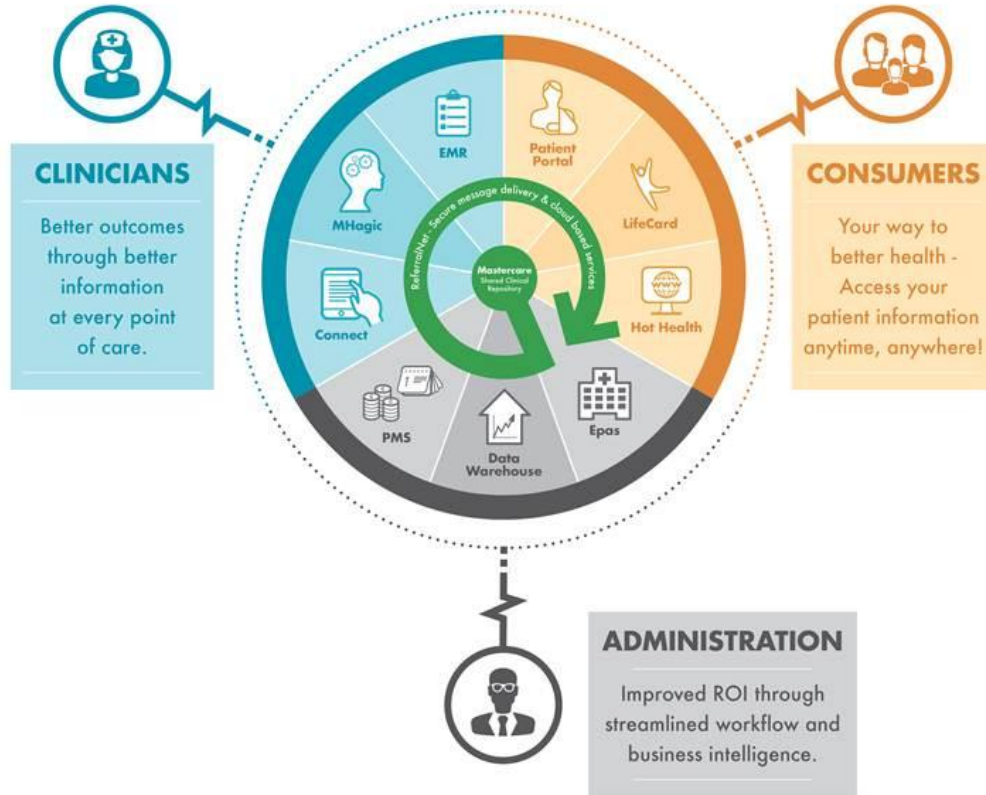 CLINICIANS
Better outcomes
through better
information
at every point
of care.
EMR
MHagic
Connect
Patient
Portal
LifeCard
Hot Health
ReferralNet - Secure message delivery & cloud based services
Mastercare
Shared Clinical
Repository
PMS
1
Data
Warehouse
Epas
CONSUMERS
Your way to
better health -
Access your
patient information
anytime, anywhere!
ADMINISTRATION
Improved ROI through
streamlined workflow and
business intelligence.